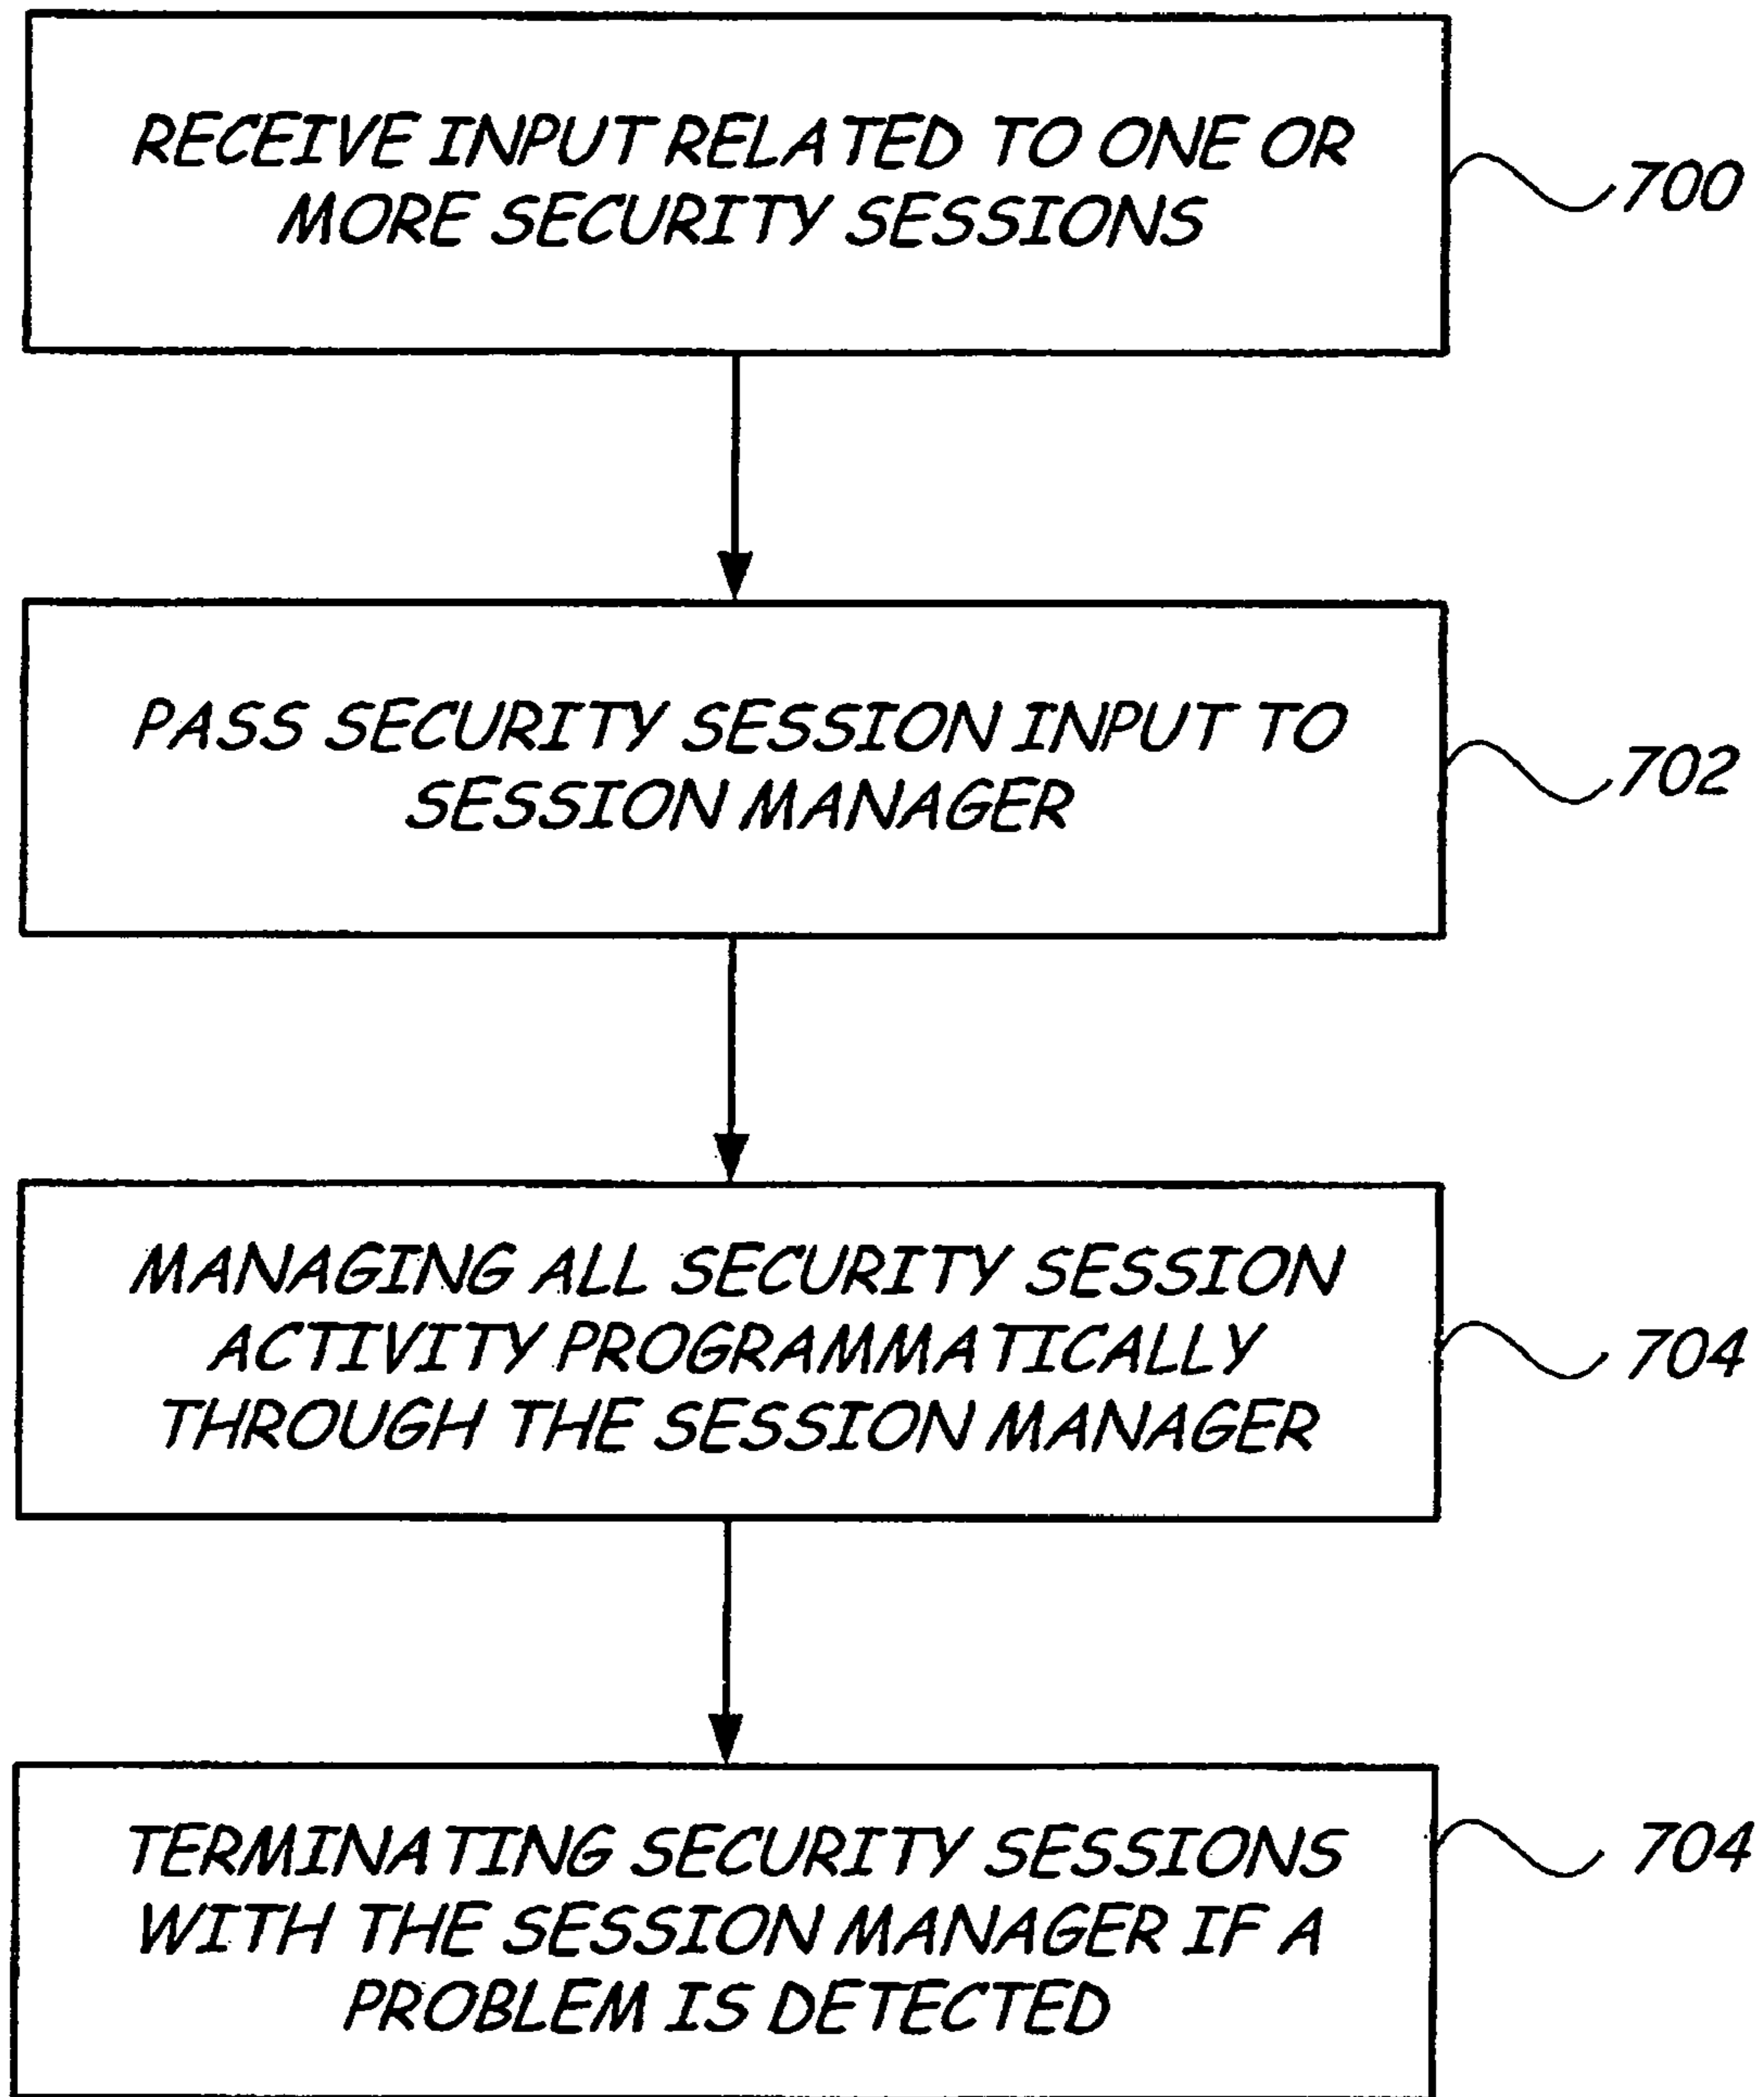 RECEIVE INPUT RELATED TO ONE OR
MORE SECURITY SESSIONS
700
PASS SECURITY SESSION INPUT TO
SESSION MANAGER
702
MANAGING ALL SECURITY SESSION
ACTIVITY PROGRAMMATICALLY
THROUGH THE SESSION MANAGER
704
TERMINATING SECURITY SESSIONS
WITH THE SESSION MANAGER IF A
PROBLEM IS DETECTED
704